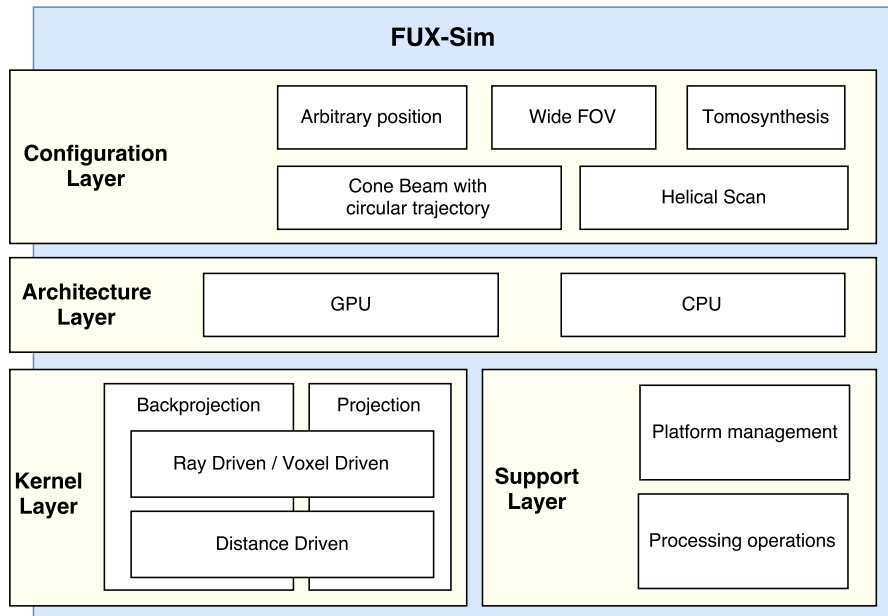 FUX-Sim
Configuration
Layer
Arbitrary position
Wide FOV
Tomosynthesis
Cone Beam with
circular trajectory
Helical Scan
Architecture
Layer
GPU
CPU
Kernel
Layer
Backprojection
Projection
Ray Driven / Voxel Driven
Distance Driven
Support
Layer
Platform management
Processing operations